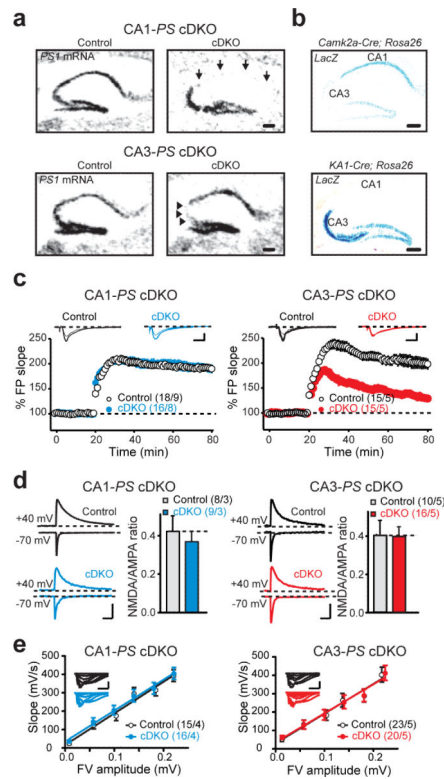 a
CA1-PS cDKO
Control
cDKO
PS1 mRNA
CA3-PS cDKO
Control
cDKO
PS1 mRNA
b
Camk2a-Cre; Rosa26
LacZ
CA1
CA3
KA1-Cre; Rosa26
LacZ
CA1
CA3
c
CA1-PS cDKO
Control
cDKO
% FP slope
250
200
150
100
Control (18/9)
cDKO (16/8)
0 20 40 60 80
Time (min)
CA3-PS cDKO
Control
cDKO
% FP slope
250
200
150
100
Control (15/5)
cDKO (15/5)
0 20 40 60 80
Time (min)
d
CA1-PS cDKO
Control
+40 mV
-70 mV
cDKO
+40 mV
-70 mV
Control (8/3)
cDKO (9/3)
NMDA/AMPA ratio
0.4
0.2
0.0
CA3-PS cDKO
Control
+40 mV
-70 mV
cDKO
+40 mV
-70 mV
Control (10/5)
cDKO (16/5)
NMDA/AMPA ratio
0.4
0.2
0.0
e
CA1-PS cDKO
Slope (mV/s)
500
400
300
200
100
0
Control (15/4)
cDKO (16/4)
0.0 0.1 0.2
FV amplitude (mV)
CA3-PS cDKO
Slope (mV/s)
500
400
300
200
100
0
Control (23/5)
cDKO (20/5)
0.0 0.1 0.2
FV amplitude (mV)